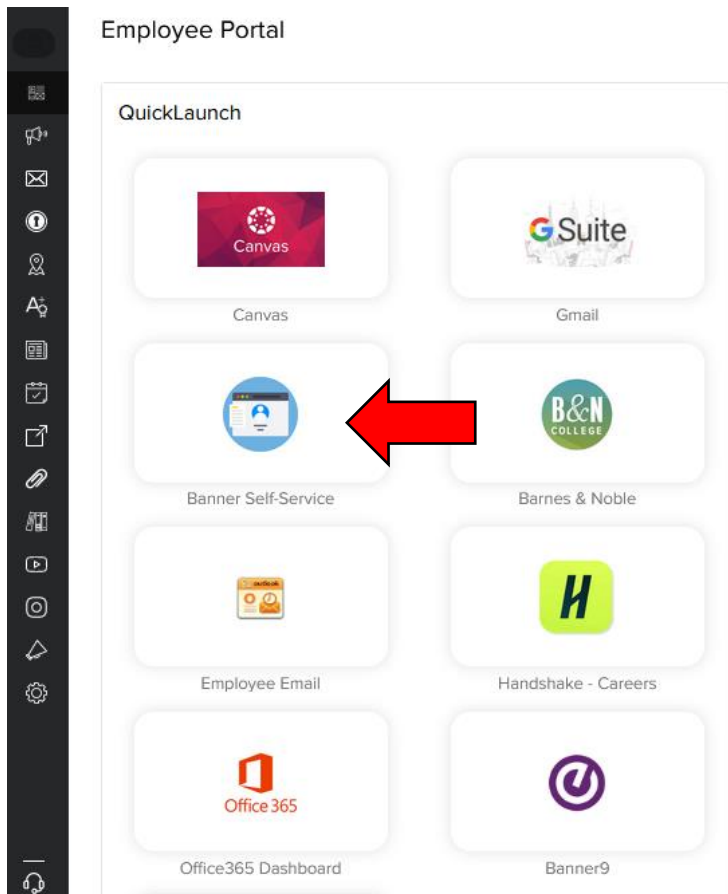 Employee Portal
QuickLaunch
Canvas
G Suite
Canvas
Gmail
B&N
COLLEGE
Banner Self-Service
Barnes & Noble
outlook
H
Employee Email
Handshake - Careers
Office 365
Office365 Dashboard
Banner9